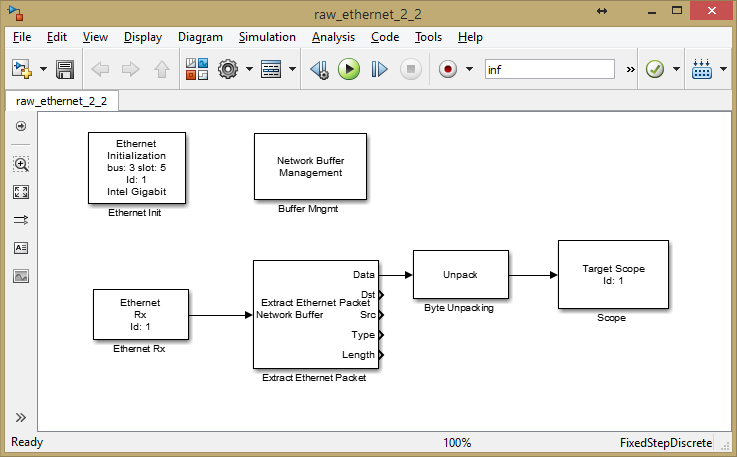 raw_ethernet_2_2
File Edit View Display Diagram Simulation Analysis Code Tools Help
inf
raw_ethernet_2_2
Ethernet
Initialization
bus: 3 slot: 5
Id: 1
Intel Gigabit
Ethernet Init
Network Buffer
Management
Buffer Mngmt
Ethernet
Rx
Id: 1
Ethernet Rx
Data
Dst
Extract Ethernet Packet
Network Buffer
Src
Type
Length
Extract Ethernet Packet
Unpack
Byte Unpacking
Target Scope
Id: 1
Scope
Ready 100% FixedStepDiscrete